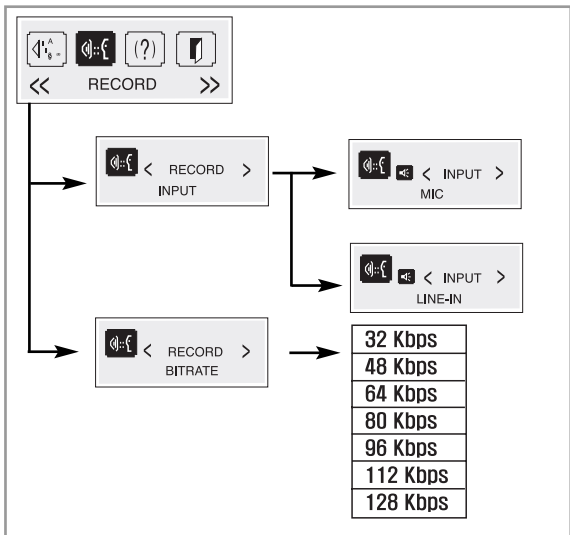 (?)
<< RECORD >>
< RECORD >
INPUT
< INPUT >
MIC
< INPUT >
LINE-IN
< RECORD >
BITRATE
32 Kbps
48 Kbps
64 Kbps
80 Kbps
96 Kbps
112 Kbps
128 Kbps